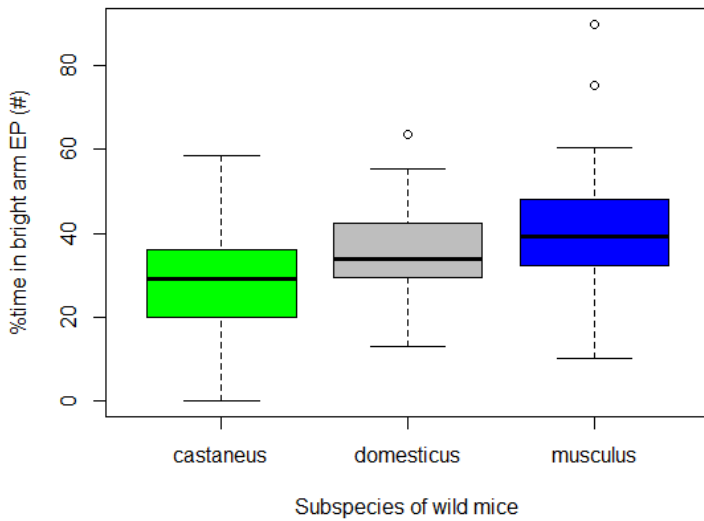 %time in bright arm EP (#)
80
60
40
20
0
castaneus domesticus musculus
Subspecies of wild mice